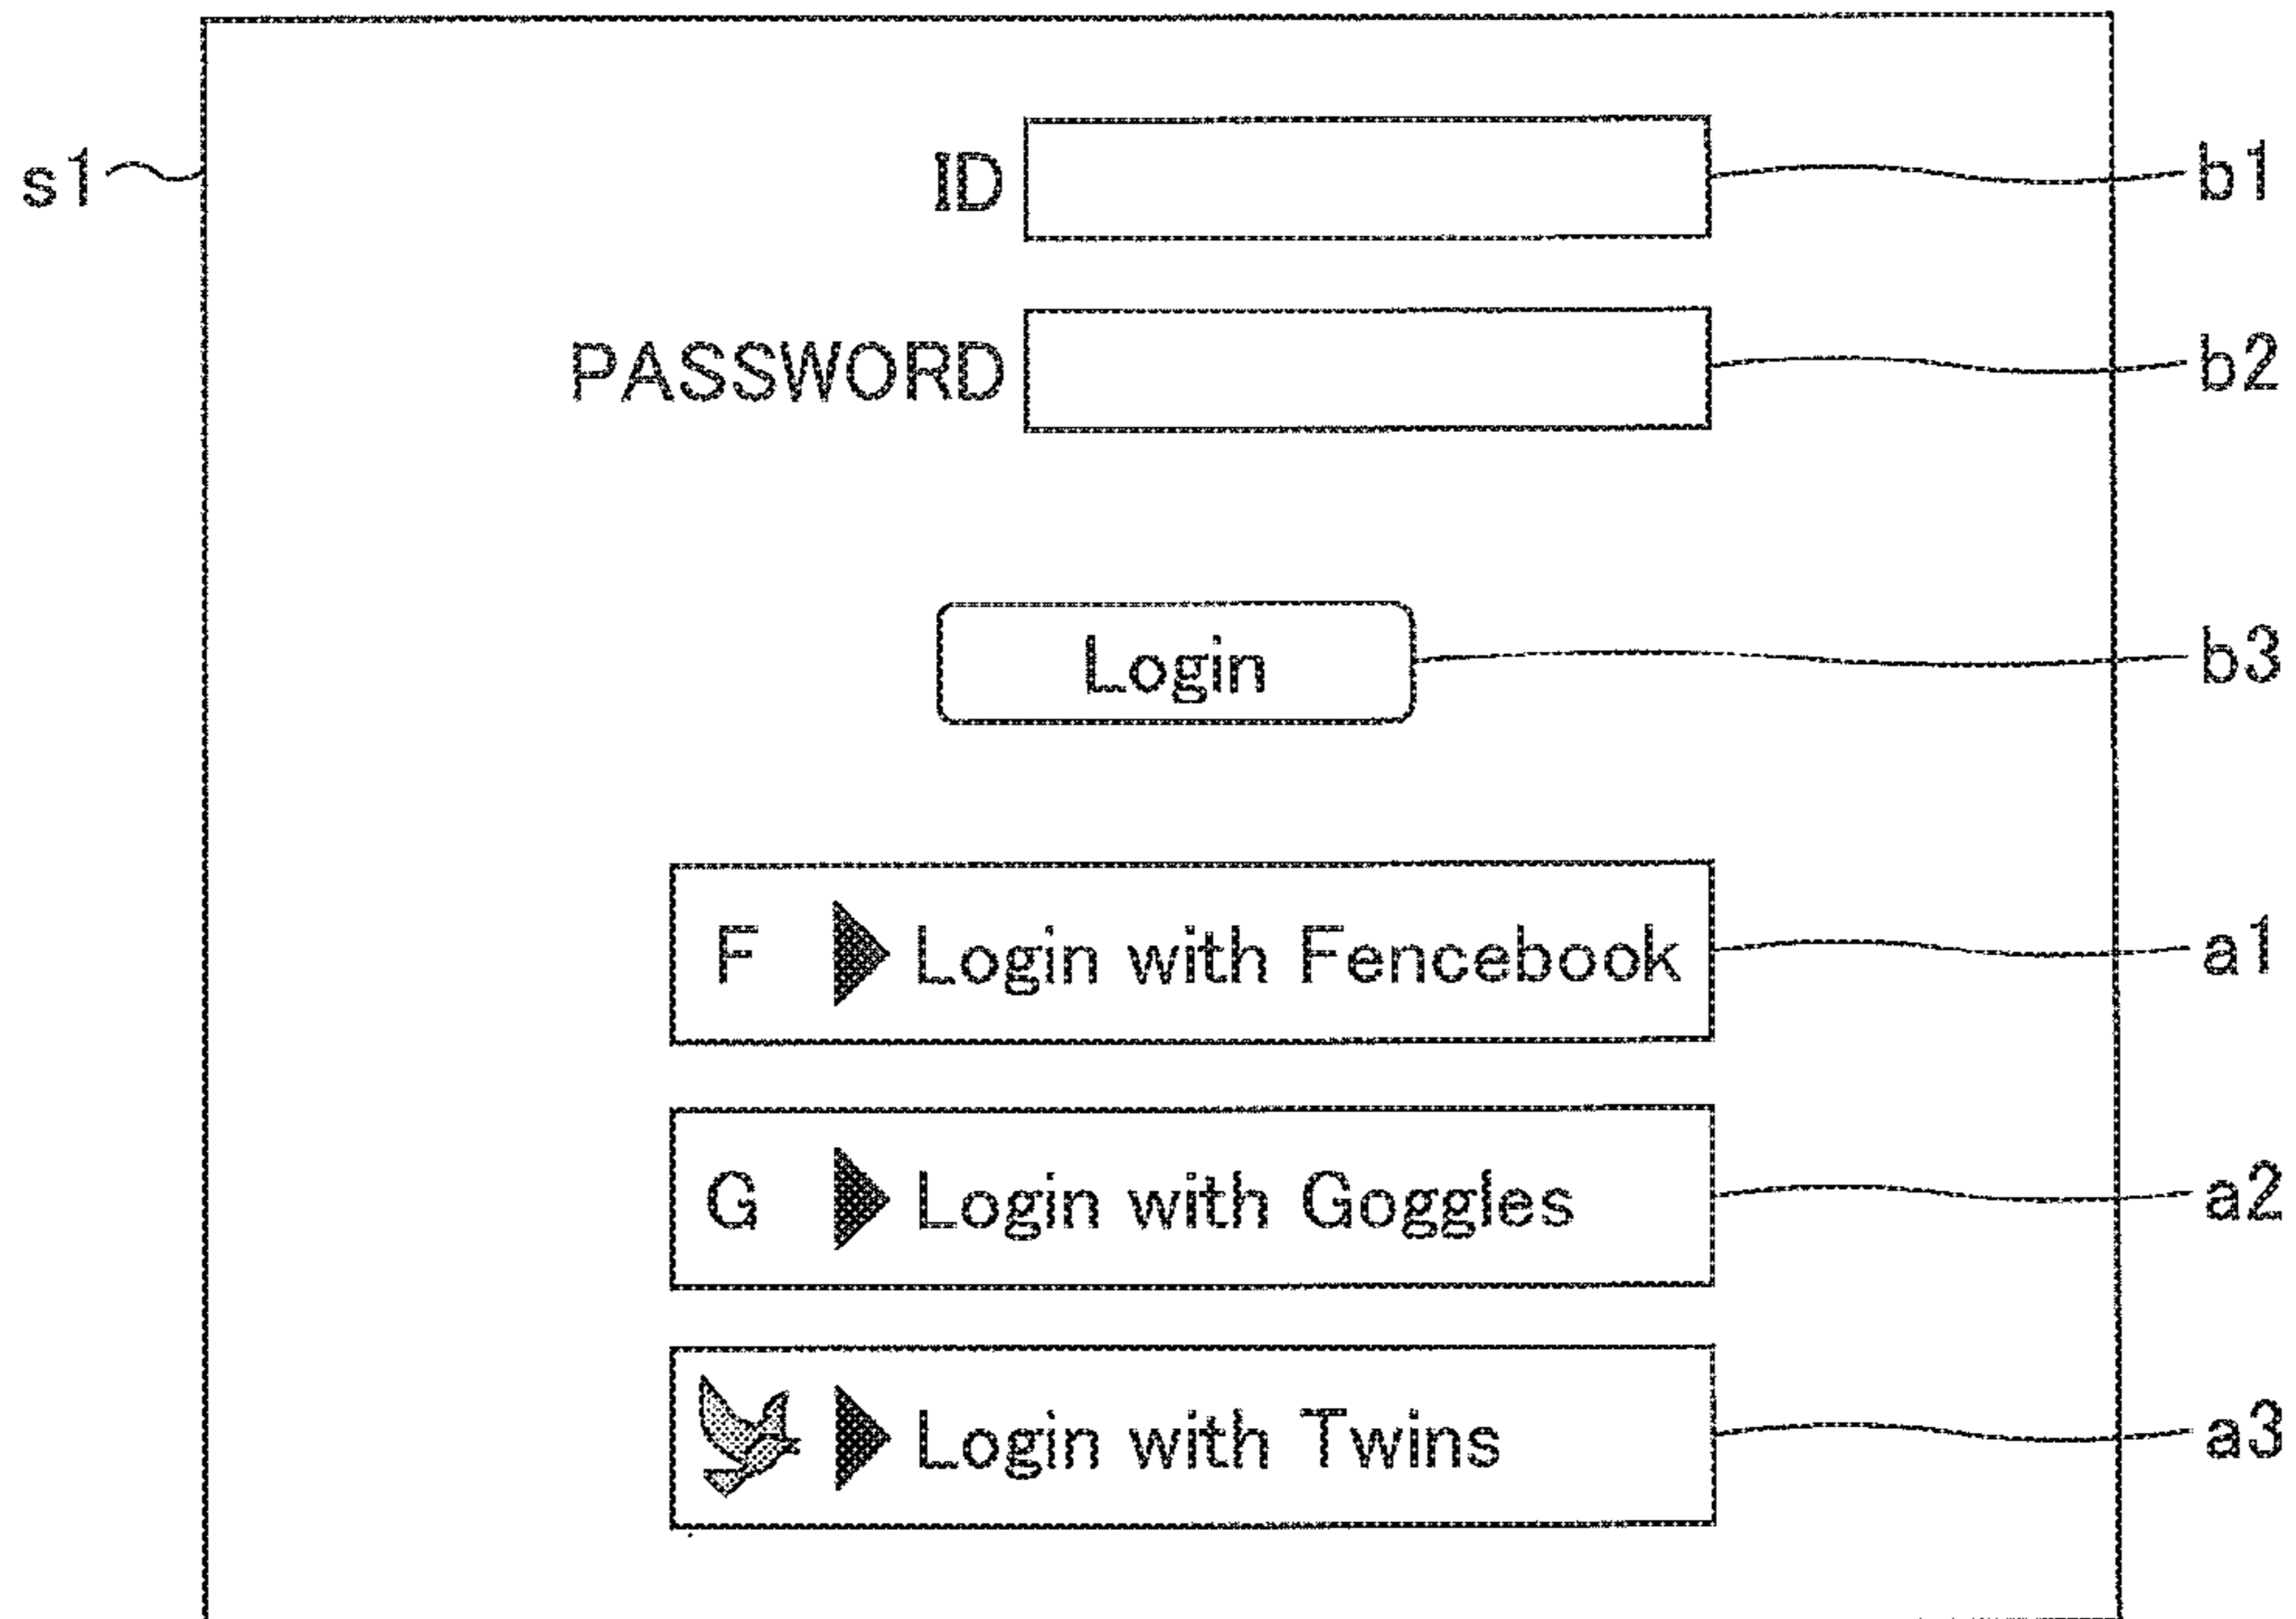 s1
ID
b1
PASSWORD
b2
Login
b3
F Login with Fencebook
a1
G Login with Goggles
a2
Login with Twins
a3